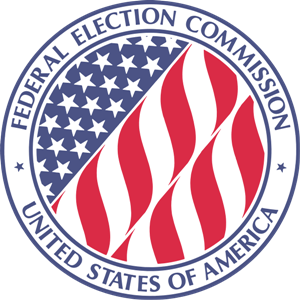 FEDERAL ELECTION COMMISSION
UNITED STATES OF AMERICA